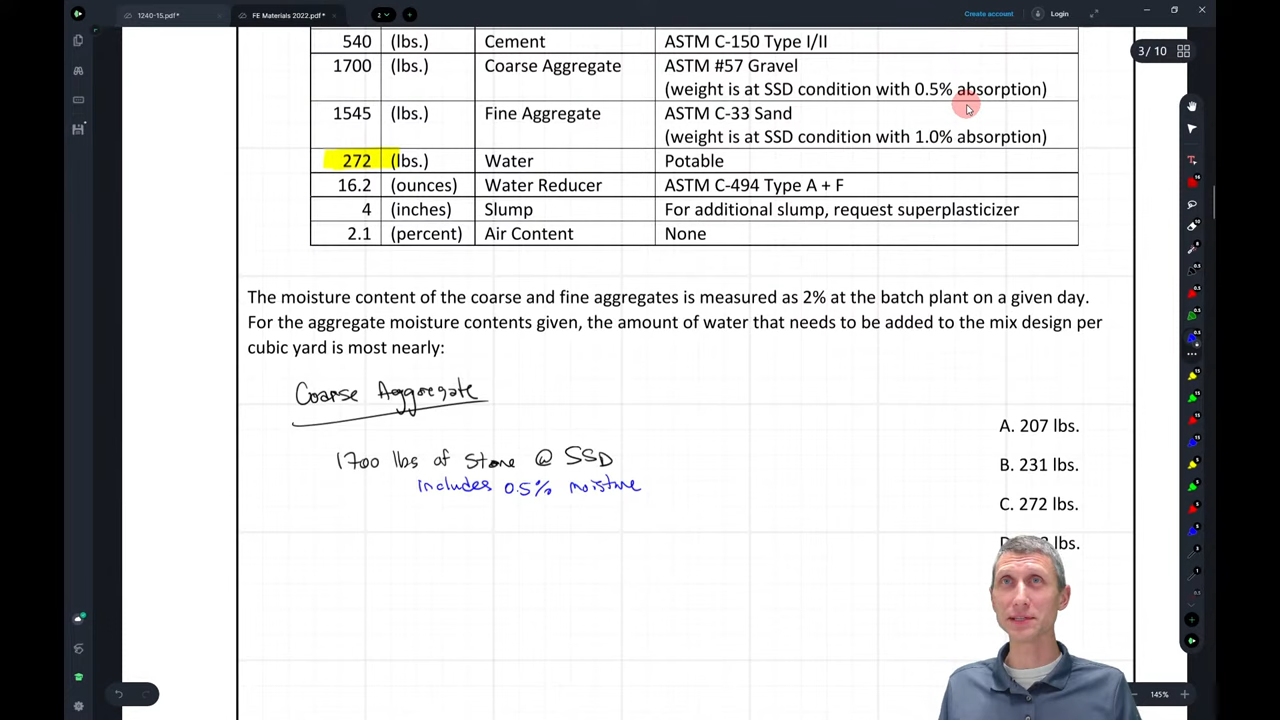 1240-15.pdf*
FE Materials 2022.pdf*
2
Create account
Login
3 / 10
540 (lbs.) Cement ASTM C-150 Type I/II
1700 (lbs.) Coarse Aggregate ASTM #57 Gravel
(weight is at SSD condition with 0.5% absorption)
1545 (lbs.) Fine Aggregate ASTM C-33 Sand
(weight is at SSD condition with 1.0% absorption)
272 (lbs.) Water Potable
16.2 (ounces) Water Reducer ASTM C-494 Type A + F
4 (inches) Slump For additional slump, request superplasticizer
2.1 (percent) Air Content None
The moisture content of the coarse and fine aggregates is measured as 2% at the batch plant on a given day.
For the aggregate moisture contents given, the amount of water that needs to be added to the mix design per
cubic yard is most nearly:
Coarse Aggregate
1700 lbs of Stone @ SSD
includes 0.5% moisture
A. 207 lbs.
B. 231 lbs.
C. 272 lbs.
lbs.
145%